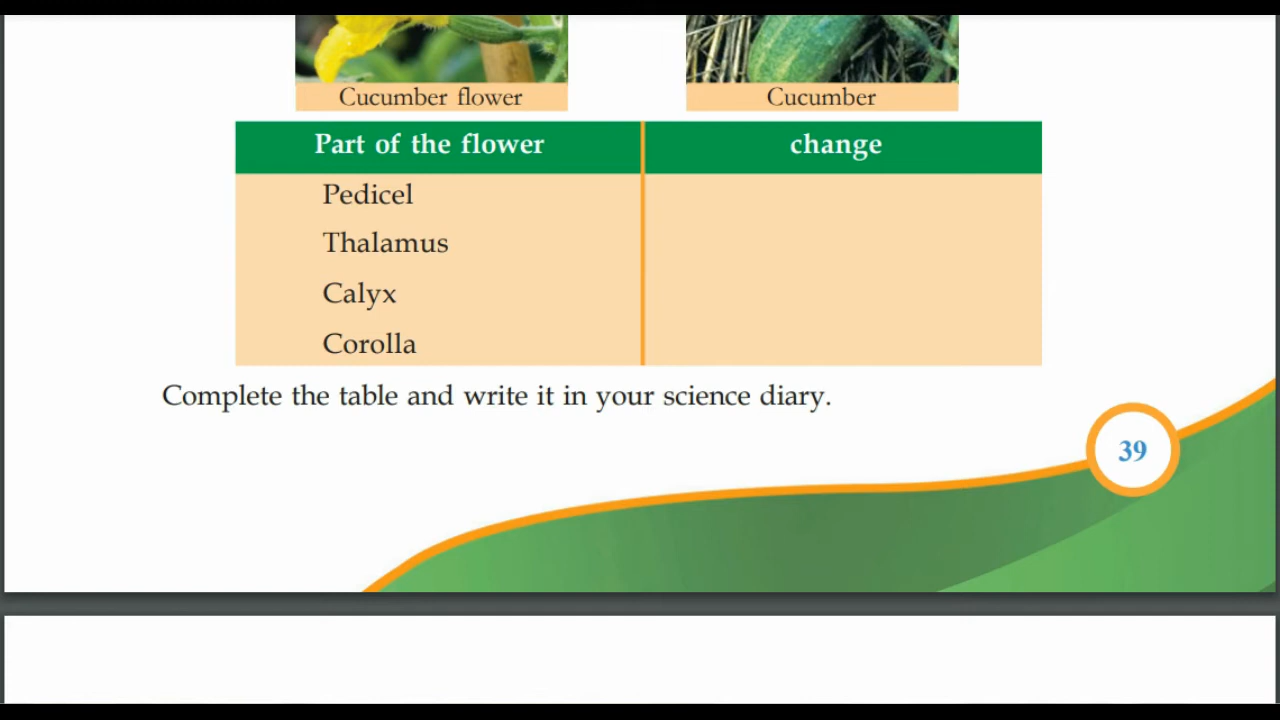 Cucumber flower
Cucumber
Part of the flower
change
Pedicel
Thalamus
Calyx
Corolla
Complete the table and write it in your science diary.
39